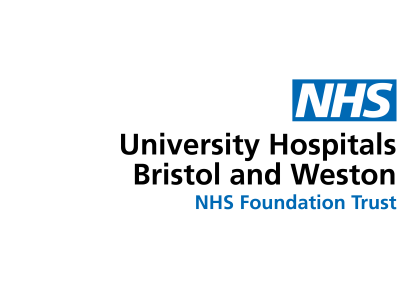 NHS
University Hospitals
Bristol and Weston
NHS Foundation Trust